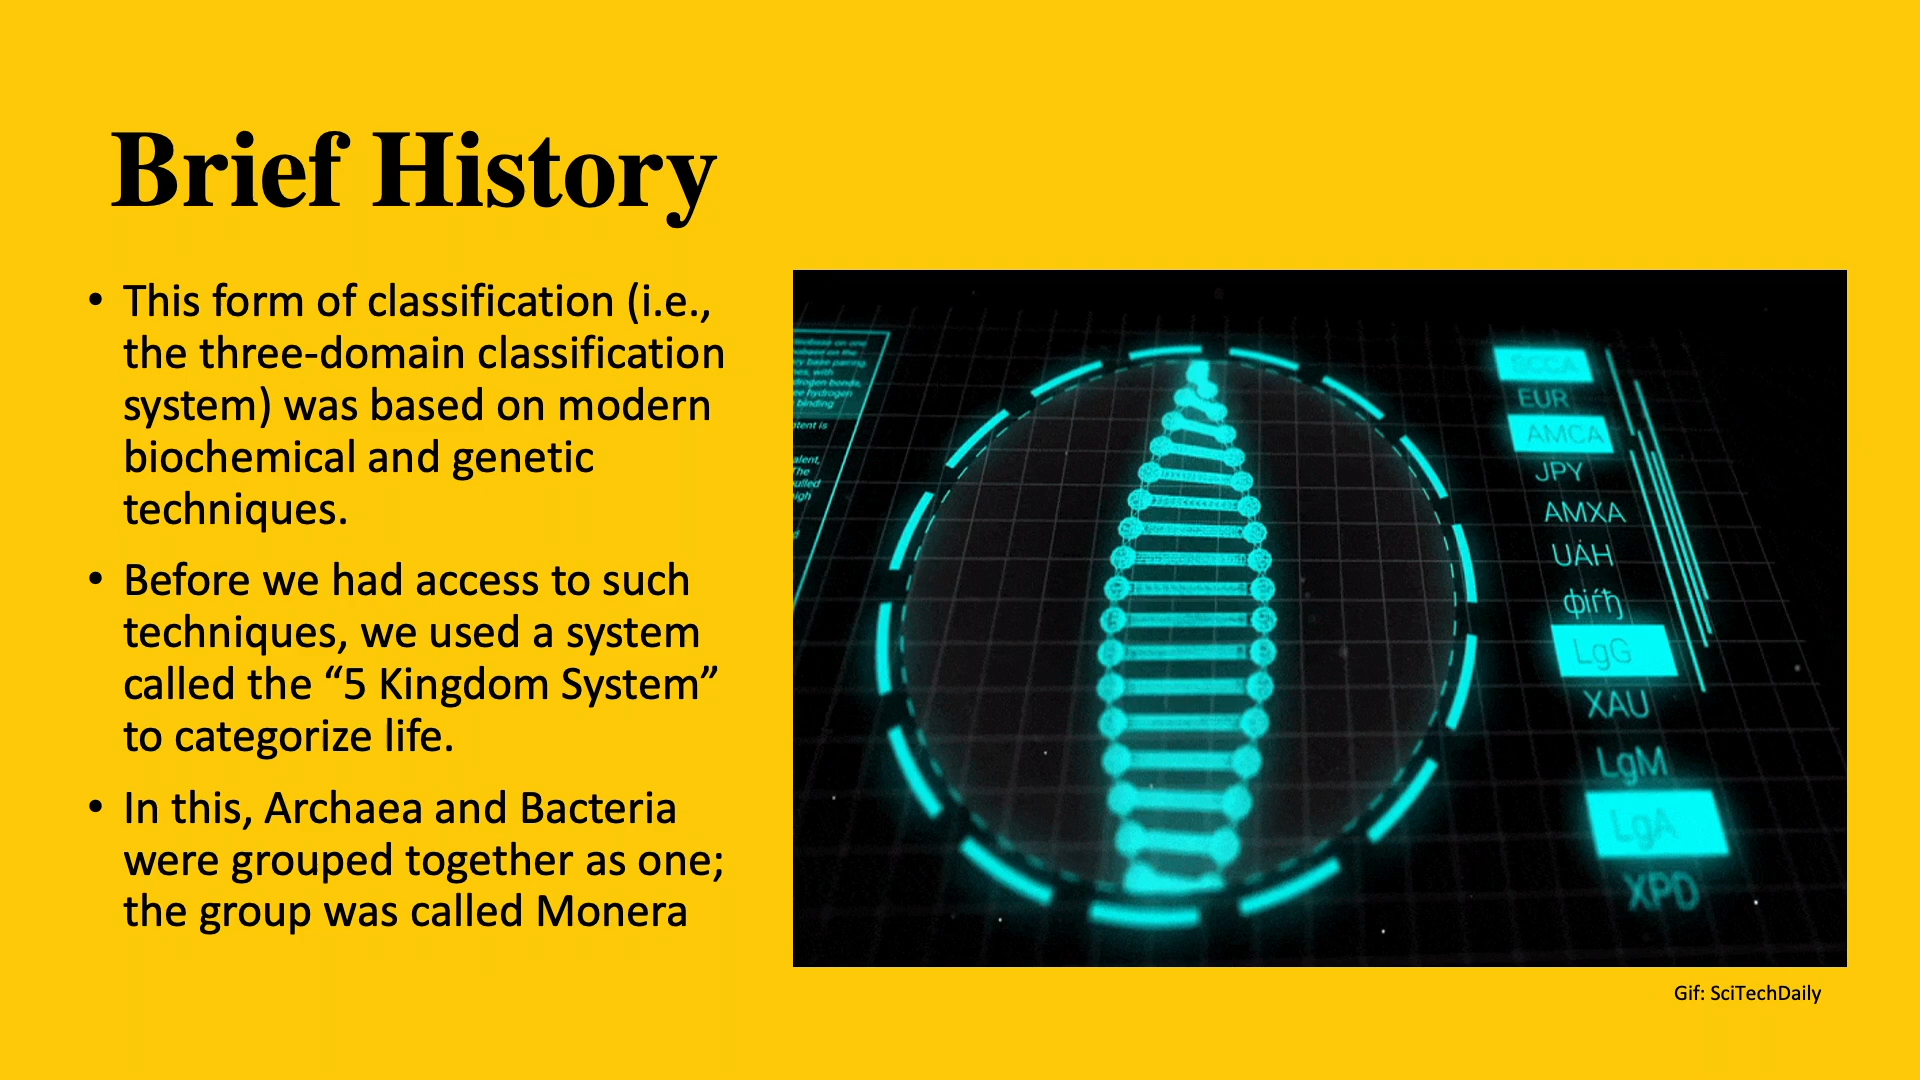 Brief History
• This form of classification (i.e.,
the three-domain classification
system) was based on modern
biochemical and genetic
techniques.
• Before we had access to such
techniques, we used a system
called the “5 Kingdom System”
to categorize life.
• In this, Archaea and Bacteria
were grouped together as one;
the group was called Monera
binding
SCCA
EUR
AMCA
JPY
AMXA
UAH
фiѓђ
LgG
XAU
LgM
LgA
XPD
Gif: SciTechDaily